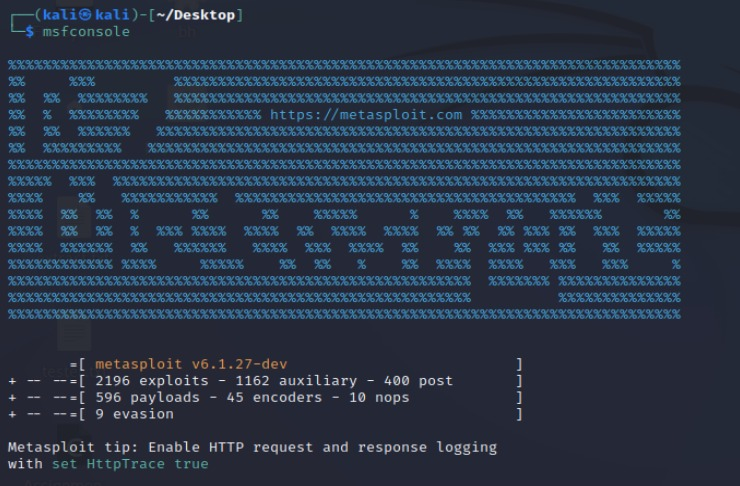 ┌──(kali㉿kali)-[~/Desktop]
└─$ msfconsole
%%%%%%%%%%%%%%%%%%%%%%%%%%%%%%%%%%%%%%%%%%%%%%%%%%%%%%%%%%%%%%%%%%%%%%%%%%%%%
%%     %%%         %%%%%%%%%%%%%%%%%%%%%%%%%%%%%%%%%%%%%%%%%%%%%%%%%%%%%%%%%%
%%  %%  %%%%%%%%   %%%%%%%%%%%%%%%%%%%%%%%%%%%%%%%%%%%%%%%%%%%%%%%%%%%%%%%%%%
%%  %  %%%%%%%%   %%%%%%%%%%% https://metasploit.com %%%%%%%%%%%%%%%%%%%%%%%%
%%  %%  %%%%%%   %%%%%%%%%%%%%%%%%%%%%%%%%%%%%%%%%%%%%%%%%%%%%%%%%%%%%%%%%%%%
%%  %%%%%%%%%   %%%%%%%%%%%%%%%%%%%%%%%%%%%%%%%%%%%%%%%%%%%%%%%%%%%%%%%%%%%%%
%%%%%%%%%%%%%%%%%%%%%%%%%%%%%%%%%%%%%%%%%%%%%%%%%%%%%%%%%%%%%%%%%%%%%%%%%%%%%%%
%%%%%  %%%  %%%%%%%%%%%%%%%%%%%%%%%%%%%%%%%%%%%%%%%%%%%%%%%%%%%%%%%%%%%%%%%%%
%%%%    %%   %%%%%%%%%%%  %%%%%%%%%%%%%%%%%%%%%%%%%%%%%%%%%%%%%%%  %%%  %%%%%%
%%%%  %%  %%  %      %%      %%    %%%%%      %    %%%%  %%   %%%%%%       %%
%%%%  %%  %%  %  %%% %%%%  %%%%  %%  %%%%  %%%%  %% %%  %% %%% %%  %%%  %%%%%
%%%%  %%%%%%  %%   %%%%%%   %%%%  %%%  %%%%  %%    %%  %%% %%% %%   %%  %%%%%
%%%%%%%%%%%% %%%%     %%%%%    %%  %%   %    %%  %%%%  %%%%   %%%   %%%     %
%%%%%%%%%%%%%%%%%%%%%%%%%%%%%%%%%%%%%%%%%%%%%%%%%%%%%  %%%%%%% %%%%%%%%%%%%%%
%%%%%%%%%%%%%%%%%%%%%%%%%%%%%%%%%%%%%%%%%%%%%%%%%%%%%          %%%%%%%%%%%%%%
%%%%%%%%%%%%%%%%%%%%%%%%%%%%%%%%%%%%%%%%%%%%%%%%%%%%%%%%%%%%%%%%%%%%%%%%%%%%%
=[ metasploit v6.1.27-dev ]
+ -- --=[ 2196 exploits - 1162 auxiliary - 400 post ]
+ -- --=[ 596 payloads - 45 encoders - 10 nops ]
+ -- --=[ 9 evasion ]
Metasploit tip: Enable HTTP request and response logging
with set HttpTrace true